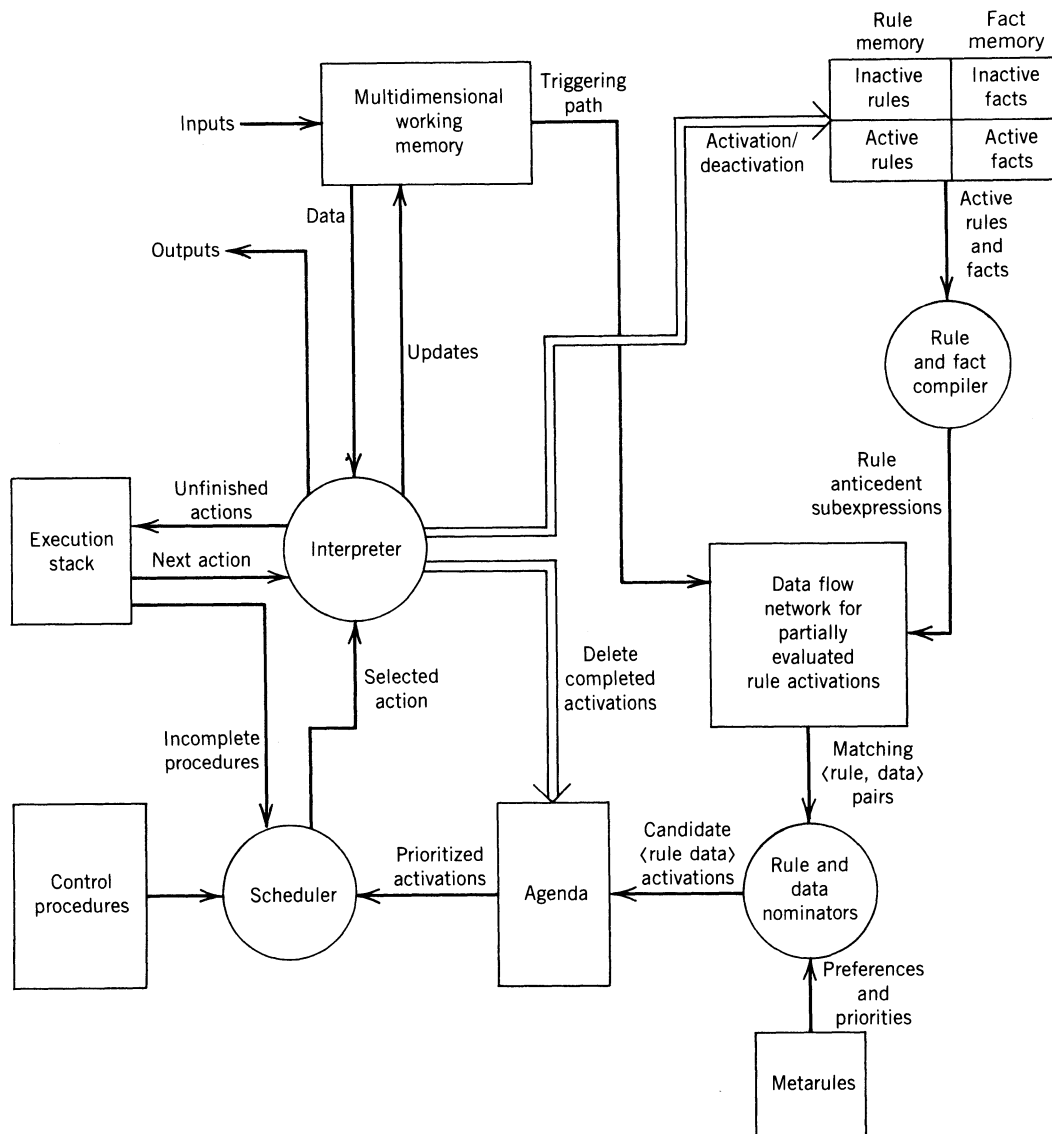 Rule
memory
Fact
memory
Inactive
rules
Inactive
facts
Active
rules
Active
facts
Multidimensional
working
memory
Triggering
path
Inputs
Activation/
deactivation
Data
Outputs
Updates
Active
rules
and
facts
Rule
and fact
compiler
Rule
anticedent
subexpressions
Unfinished
actions
Execution
stack
Next action
Interpreter
Data flow
network for
partially
evaluated
rule activations
Delete
completed
activations
Selected
action
Incomplete
procedures
Matching
⟨rule, data⟩
pairs
Control
procedures
Scheduler
Prioritized
activations
Agenda
Candidate
⟨rule data⟩
activations
Rule and
data
nominators
Preferences
and
priorities
Metarules